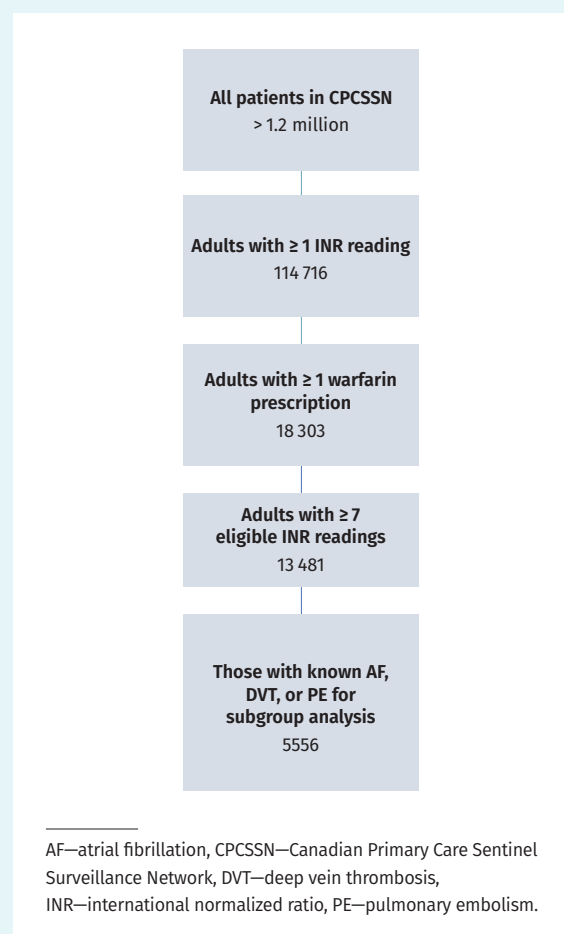 All patients in CPCSSN
> 1.2 million
Adults with ≥ 1 INR reading
114 716
Adults with ≥ 1 warfarin
prescription
18 303
Adults with ≥ 7
eligible INR readings
13 481
Those with known AF,
DVT, or PE for
subgroup analysis
5556
AF—atrial fibrillation, CPCSSN—Canadian Primary Care Sentinel
Surveillance Network, DVT—deep vein thrombosis,
INR—international normalized ratio, PE—pulmonary embolism.